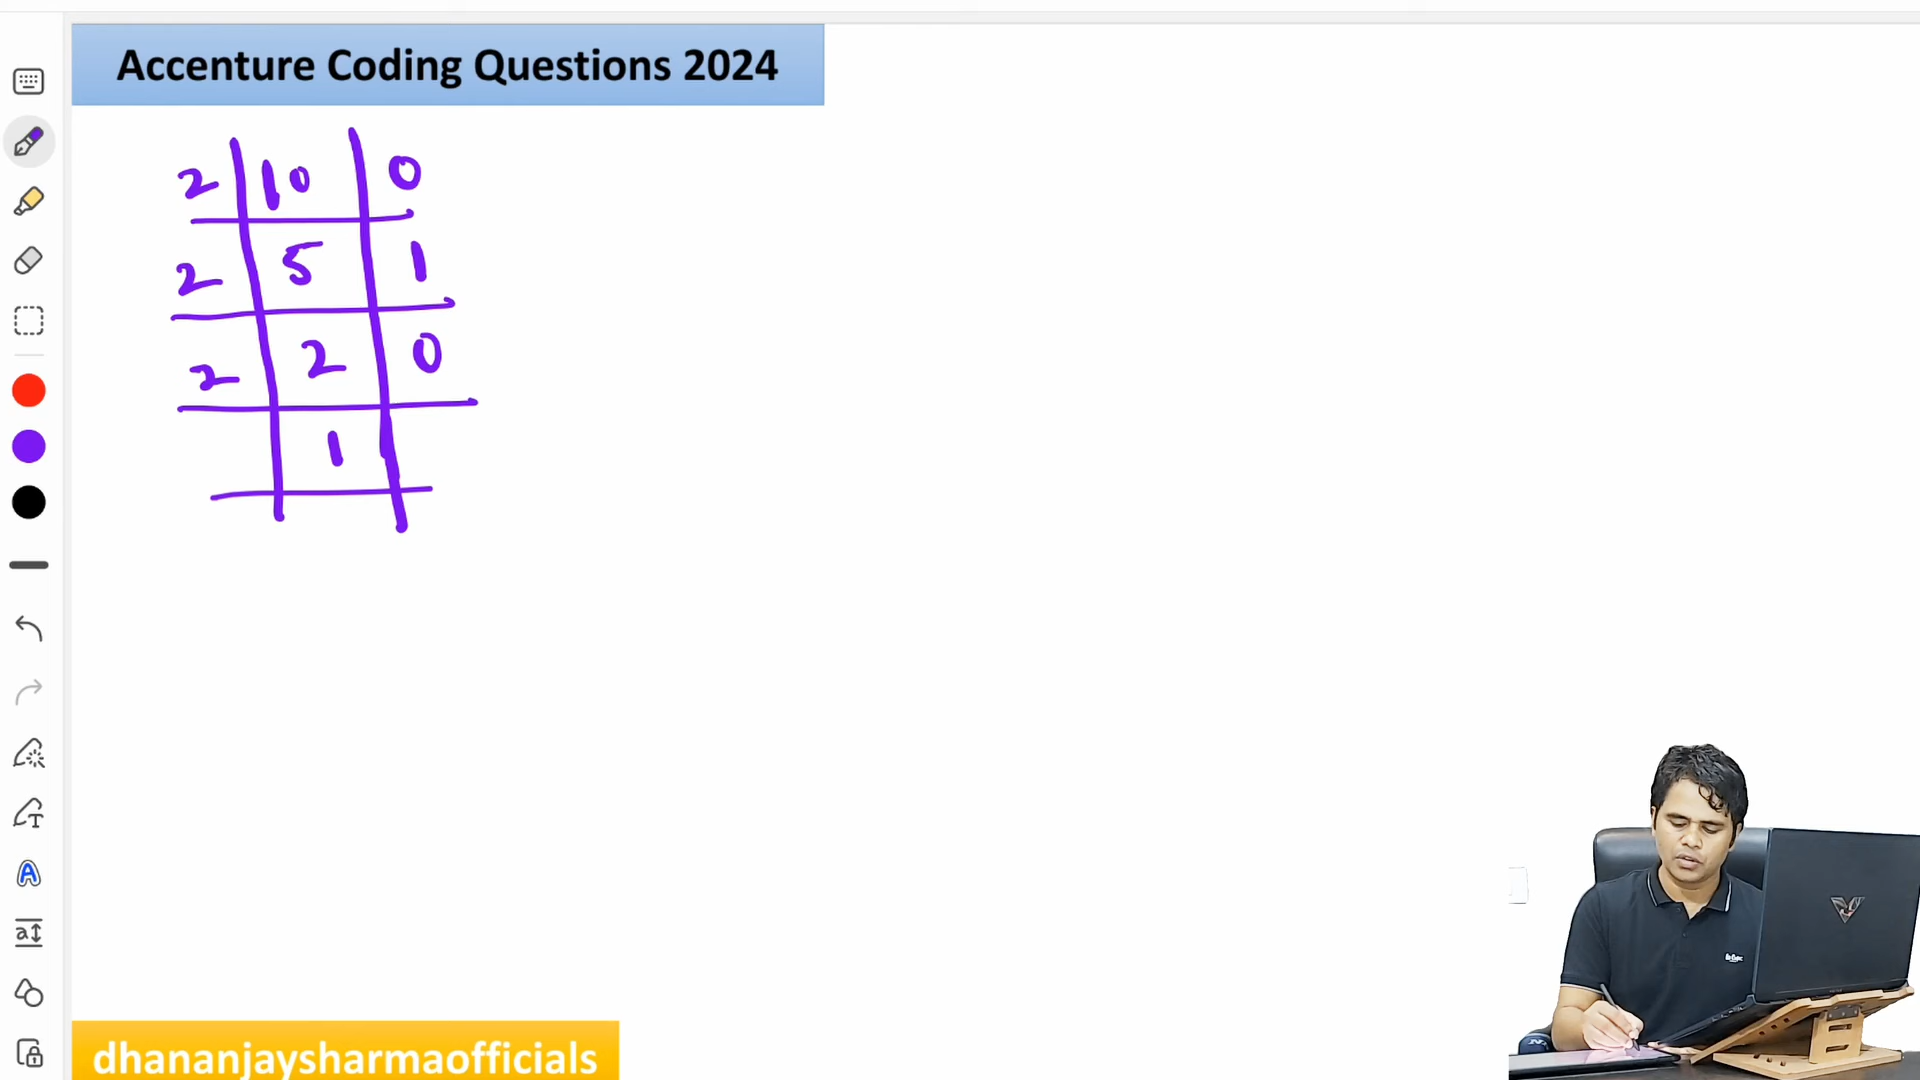 Accenture Coding Questions 2024
2 10 0
2 5 1
2 2 0
1
dhananjaysharmaofficials